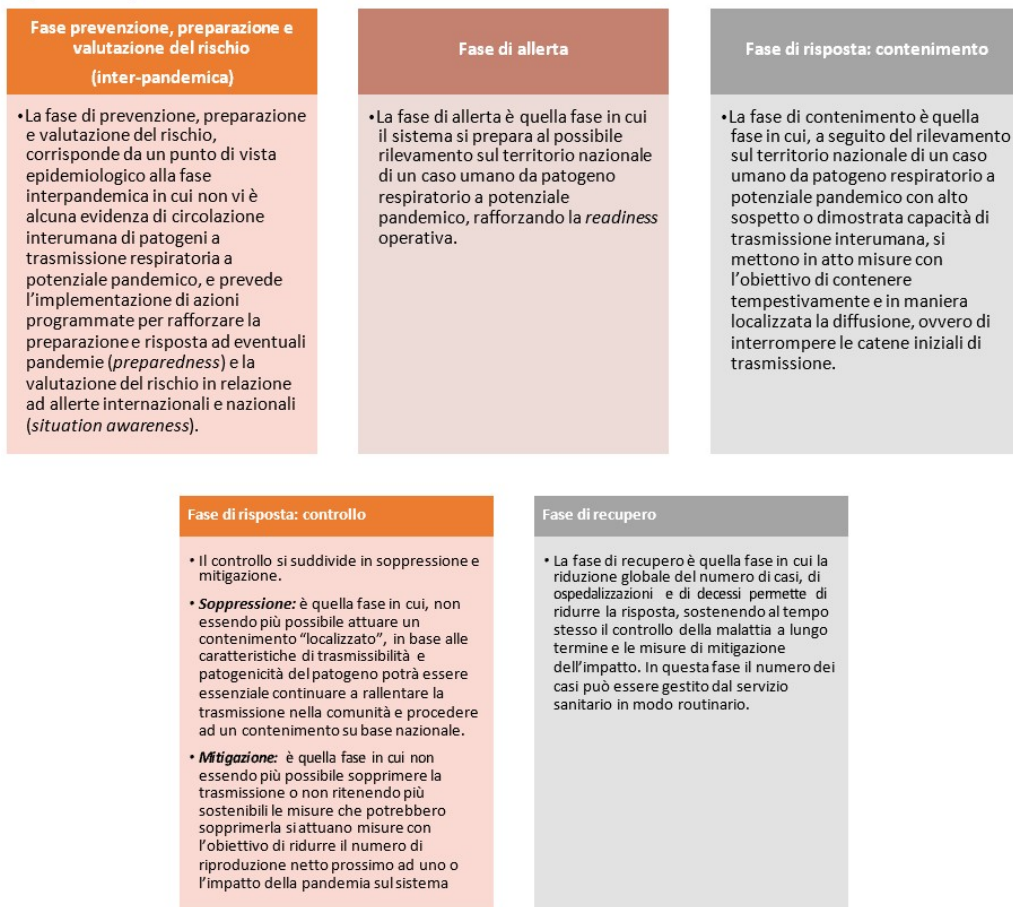 Fase prevenzione, preparazione e
valutazione del rischio
(inter-pandemica)
•La fase di prevenzione, preparazione
e valutazione del rischio,
corrisponde da un punto di vista
epidemiologico alla fase
interpandemica in cui non vi è
alcuna evidenza di circolazione
interumana di patogeni a
trasmissione respiratoria a
potenziale pandemico, e prevede
l'implementazione di azioni
programmate per rafforzare la
preparazione e risposta ad eventuali
pandemie (preparedness) e la
valutazione del rischio in relazione
ad allerte internazionali e nazionali
(situation awareness).
Fase di allerta
•La fase di allerta è quella fase in cui
il sistema si prepara al possibile
rilevamento sul territorio nazionale
di un caso umano da patogeno
respiratorio a potenziale
pandemico, rafforzando la readiness
operativa.
Fase di risposta: contenimento
•La fase di contenimento è quella
fase in cui, a seguito del rilevamento
sul territorio nazionale di un caso
umano da patogeno respiratorio a
potenziale pandemico con alto
sospetto o dimostrata capacità di
trasmissione interumana, si
mettono in atto misure con
l'obiettivo di contenere
tempestivamente e in maniera
localizzata la diffusione, ovvero di
interrompere le catene iniziali di
trasmissione.
Fase di risposta: controllo
• Il controllo si suddivide in soppressione e
mitigazione.
• Soppressione: è quella fase in cui, non
essendo più possibile attuare un
contenimento "localizzato", in base alle
caratteristiche di trasmissibilità e
patogenicità del patogeno potrà essere
essenziale continuare a rallentare la
trasmissione nella comunità e procedere
ad un contenimento su base nazionale.
• Mitigazione: è quella fase in cui non
essendo più possibile sopprimere la
trasmissione o non ritenendo più
sostenibili le misure che potrebbero
sopprimerla si attuano misure con
l'obiettivo di ridurre il numero di
riproduzione netto prossimo ad uno o
l'impatto della pandemia sul sistema
Fase di recupero
• La fase di recupero è quella fase in cui la
riduzione globale del numero di casi, di
ospedalizzazioni e di decessi permette di
ridurre la risposta, sostenendo al tempo
stesso il controllo della malattia a lungo
termine e le misure di mitigazione
dell'impatto. In questa fase il numero dei
casi può essere gestito dal servizio
sanitario in modo routinario.